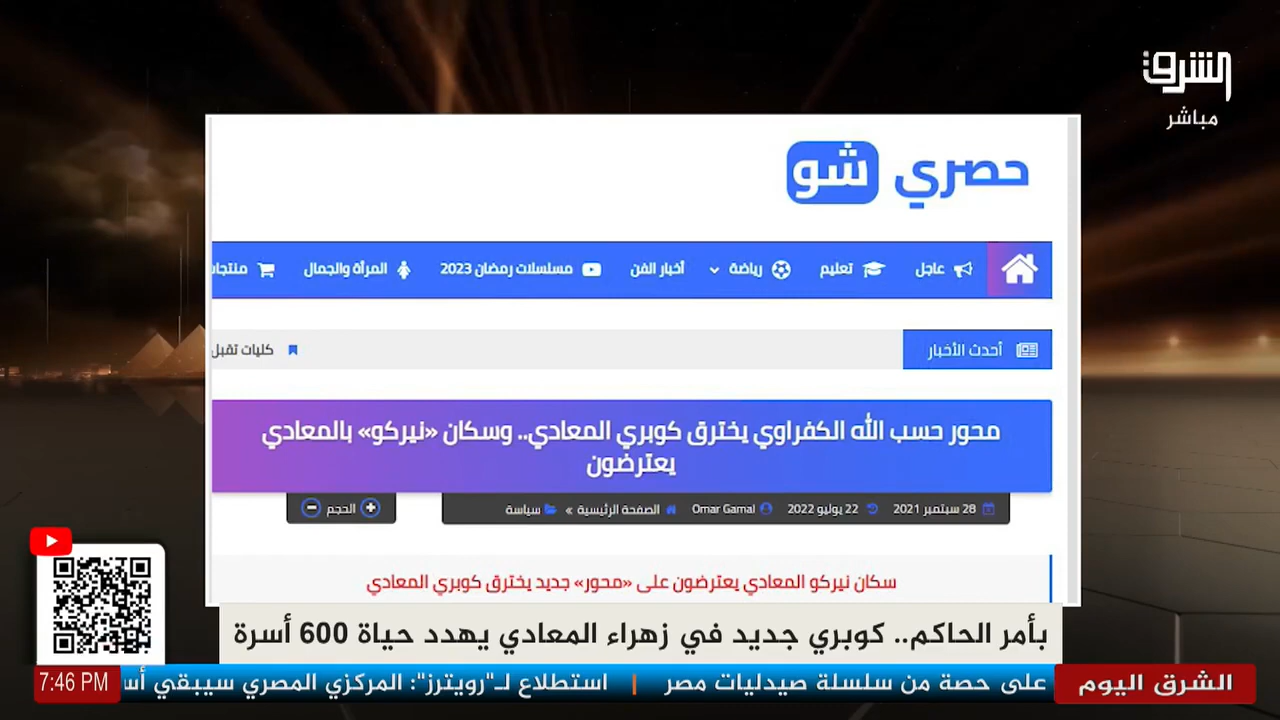 الشرق
مباشر
حصري شو
عاجل تعليم رياضة أخبار الفن مسلسلات رمضان 2023 المرأة والجمال
أحدث الأخبار كليات تقبل
محور حسب الله الكفراوي يخترق كوبري المعادي.. وسكان «نيركو» بالمعادي
يعترضون
28 سبتمبر 2021 22 يوليو 2022 Omar Gamal الصفحة الرئيسية » سياسة
الحجم
سكان نيركو المعادي يعترضون على «محور» جديد يخترق كوبري المعادي
بأمر الحاكم.. كوبري جديد في زهراء المعادي يهدد حياة 600 أسرة
الشرق اليوم
على حصة من سلسلة صيدليات مصر | استطلاع لـ"رويترز": المركزي المصري سيبقي
7:46 PM